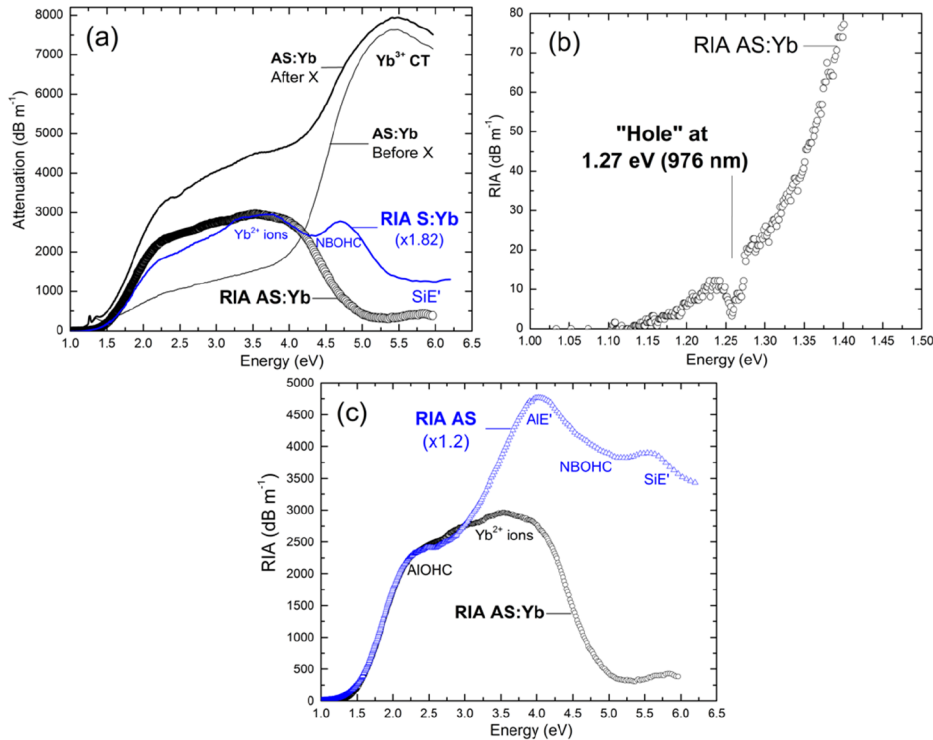 (a)
AS:Yb
After X
Yb³⁺ CT
AS:Yb
Before X
Yb²⁺ ions
NBOHC
RIA S:Yb
(x1.82)
RIA AS:Yb
SiE'
Attenuation (dB m⁻¹)
8000
7000
6000
5000
4000
3000
2000
1000
0
1.0 1.5 2.0 2.5 3.0 3.5 4.0 4.5 5.0 5.5 6.0 6.5
Energy (eV)
(b)
RIA AS:Yb
"Hole" at
1.27 eV (976 nm)
RIA (dB m⁻¹)
80
70
60
50
40
30
20
10
0
1.00 1.05 1.10 1.15 1.20 1.25 1.30 1.35 1.40 1.45 1.50
Energy (eV)
(c)
RIA AS
(x1.2)
AlE'
NBOHC
SiE'
Yb²⁺ ions
AlOHC
RIA AS:Yb
RIA (dB m⁻¹)
5000
4500
4000
3500
3000
2500
2000
1500
1000
500
0
1.0 1.5 2.0 2.5 3.0 3.5 4.0 4.5 5.0 5.5 6.0 6.5
Energy (eV)